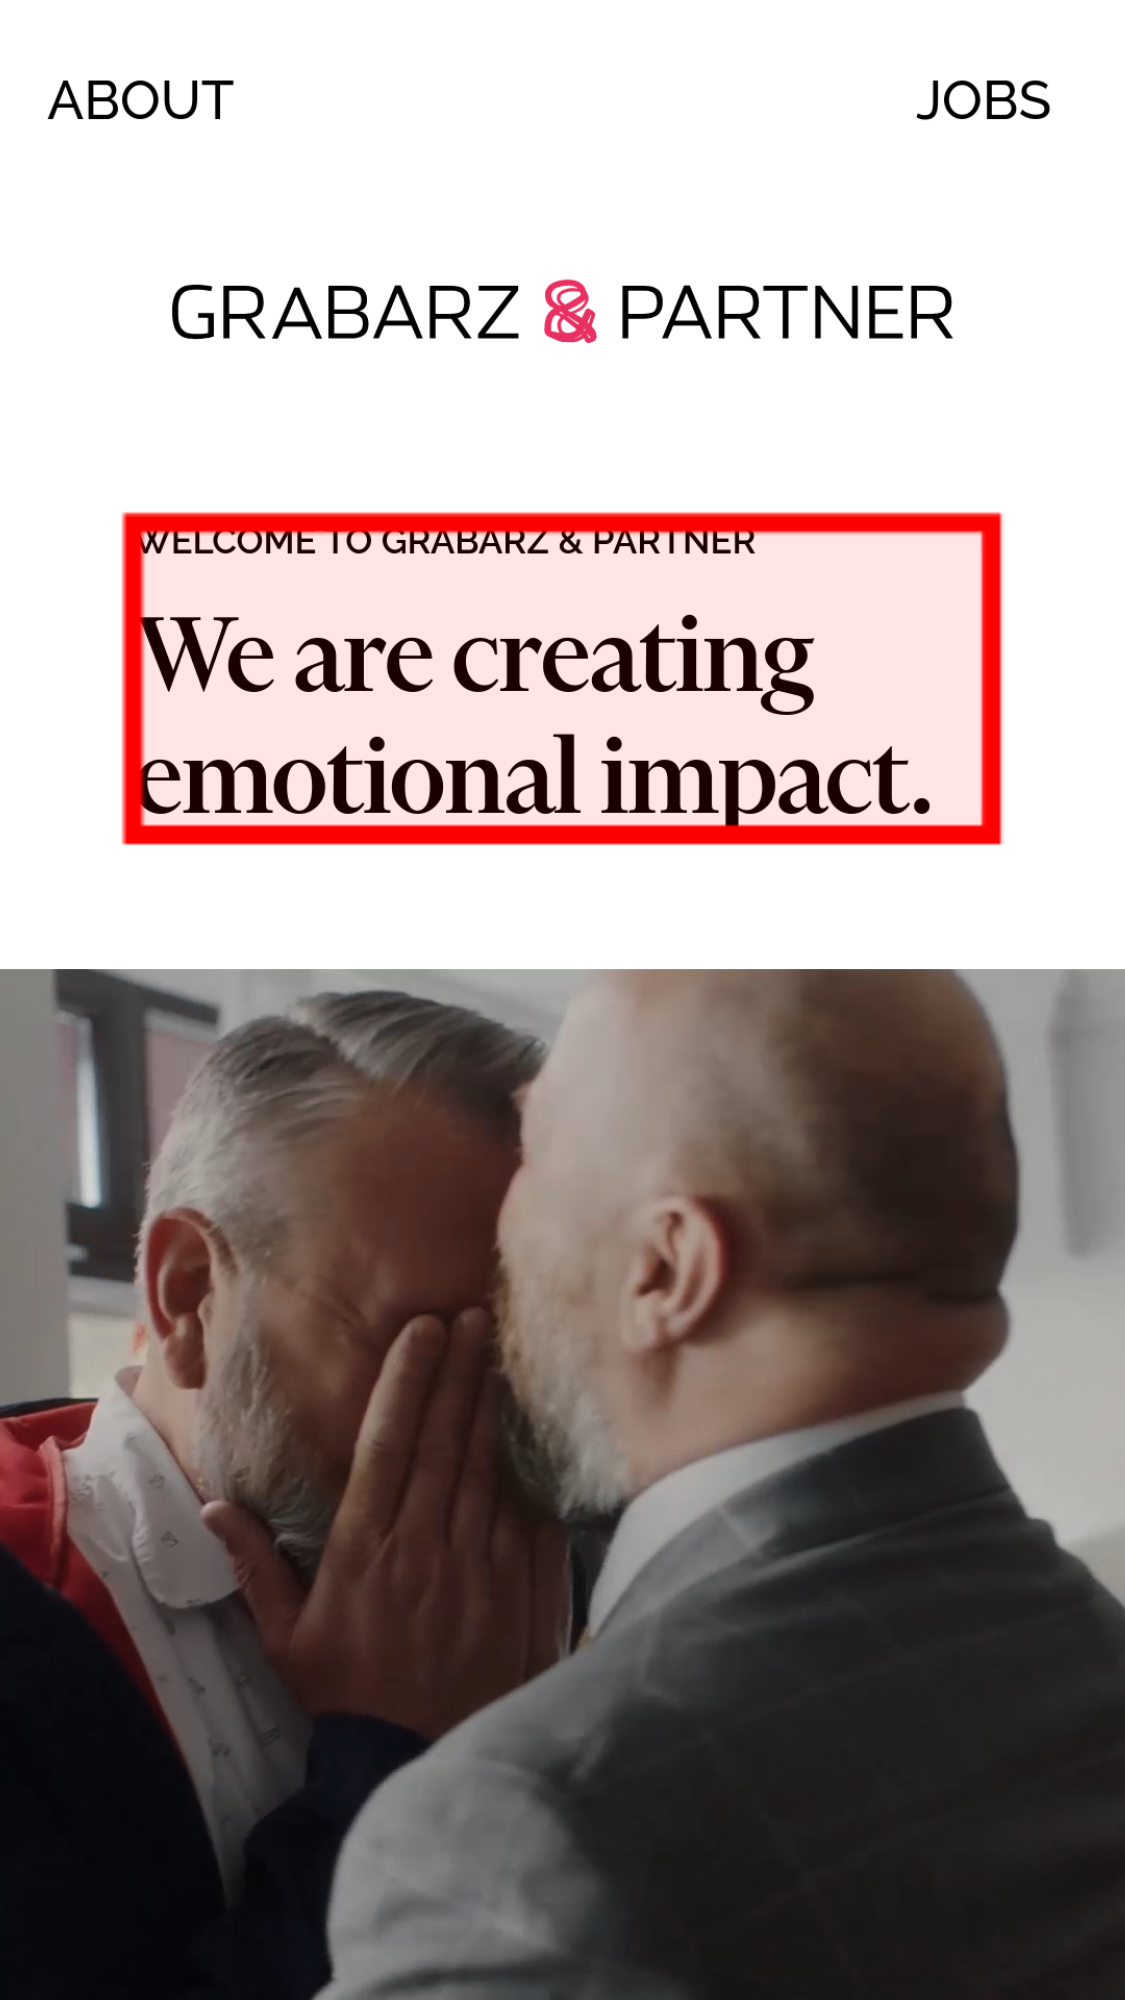 ABOUT
JOBS
GRABARZ & PARTNER
WELCOME TO GRABARZ & PARTNER
We are creating
emotional impact.